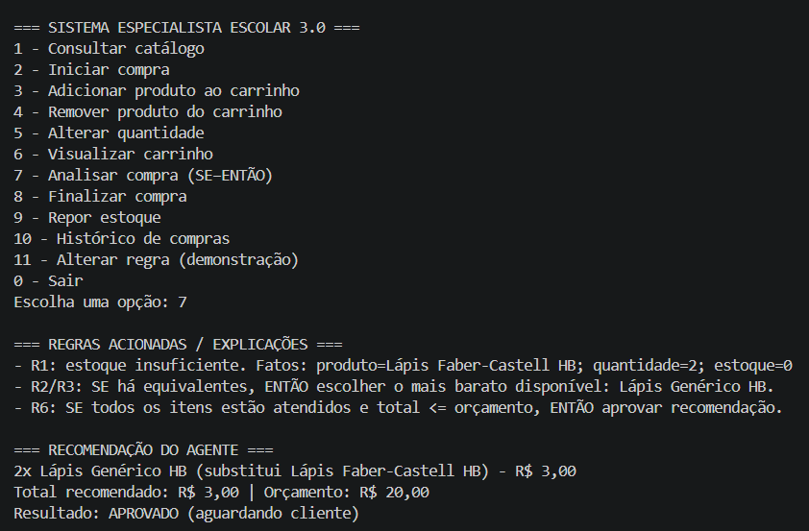 === SISTEMA ESPECIALISTA ESCOLAR 3.0 ===
1 - Consultar catálogo
2 - Iniciar compra
3 - Adicionar produto ao carrinho
4 - Remover produto do carrinho
5 - Alterar quantidade
6 - Visualizar carrinho
7 - Analisar compra (SE–ENTÃO)
8 - Finalizar compra
9 - Repor estoque
10 - Histórico de compras
11 - Alterar regra (demonstração)
0 - Sair
Escolha uma opção: 7
=== REGRAS ACIONADAS / EXPLICAÇÕES ===
- R1: estoque insuficiente. Fatos: produto=Lápis Faber-Castell HB; quantidade=2; estoque=0
- R2/R3: SE há equivalentes, ENTÃO escolher o mais barato disponível: Lápis Genérico HB.
- R6: SE todos os itens estão atendidos e total <= orçamento, ENTÃO aprovar recomendação.
=== RECOMENDAÇÃO DO AGENTE ===
2x Lápis Genérico HB (substitui Lápis Faber-Castell HB) - R$ 3,00
Total recomendado: R$ 3,00 | Orçamento: R$ 20,00
Resultado: APROVADO (aguardando cliente)